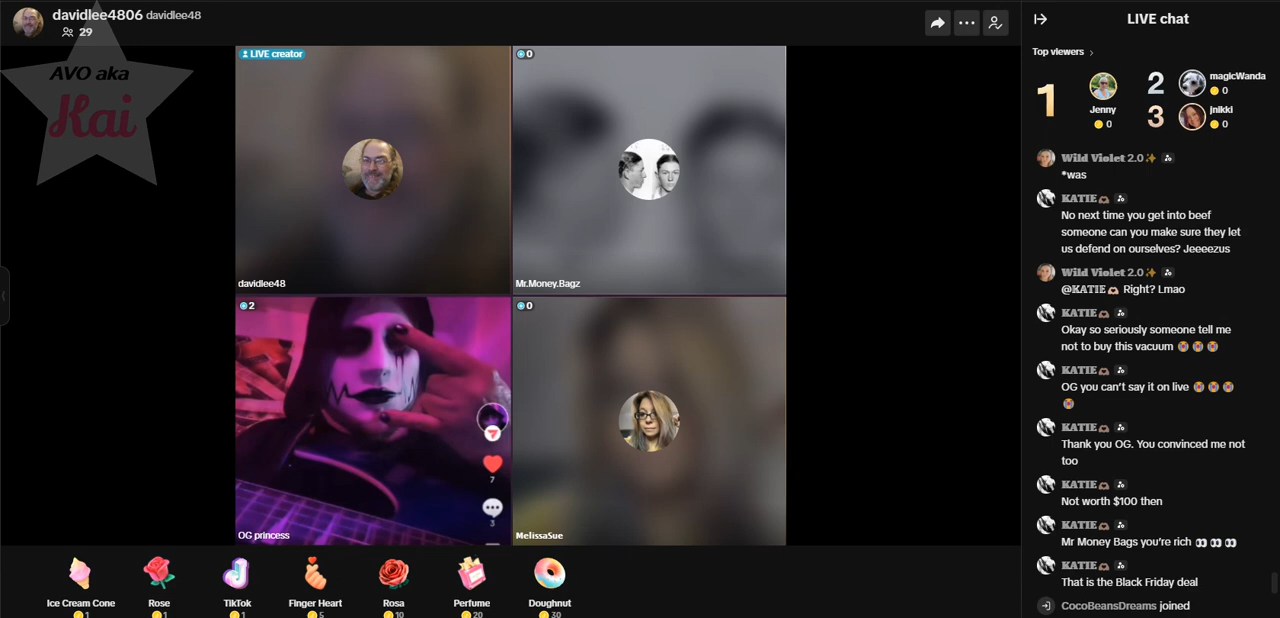 davidlee4806 davidlee48
29
AVO aka
Kai
LIVE creator
davidlee48
0
Mr.Money.Bagz
2
7
3
OG princess
0
MelissaSue
Ice Cream Cone
1
Rose
1
TikTok
1
Finger Heart
5
Rosa
10
Perfume
20
Doughnut
30
LIVE chat
Top viewers
1
Jenny
0
2
magicWanda
0
3
jnikki
0
Wild Violet 2.0
*was
KATIE
No next time you get into beef
someone can you make sure they let
us defend on ourselves? Jeeeezus
Wild Violet 2.0
@KATIE Right? Lmao
KATIE
Okay so seriously someone tell me
not to buy this vacuum 😭 😭 😭
KATIE
OG you can't say it on live 😭 😭 😭
😭
KATIE
Thank you OG. You convinced me not
too
KATIE
Not worth $100 then
KATIE
Mr Money Bags you're rich 👀 👀 👀
KATIE
That is the Black Friday deal
CocoBeansDreams joined